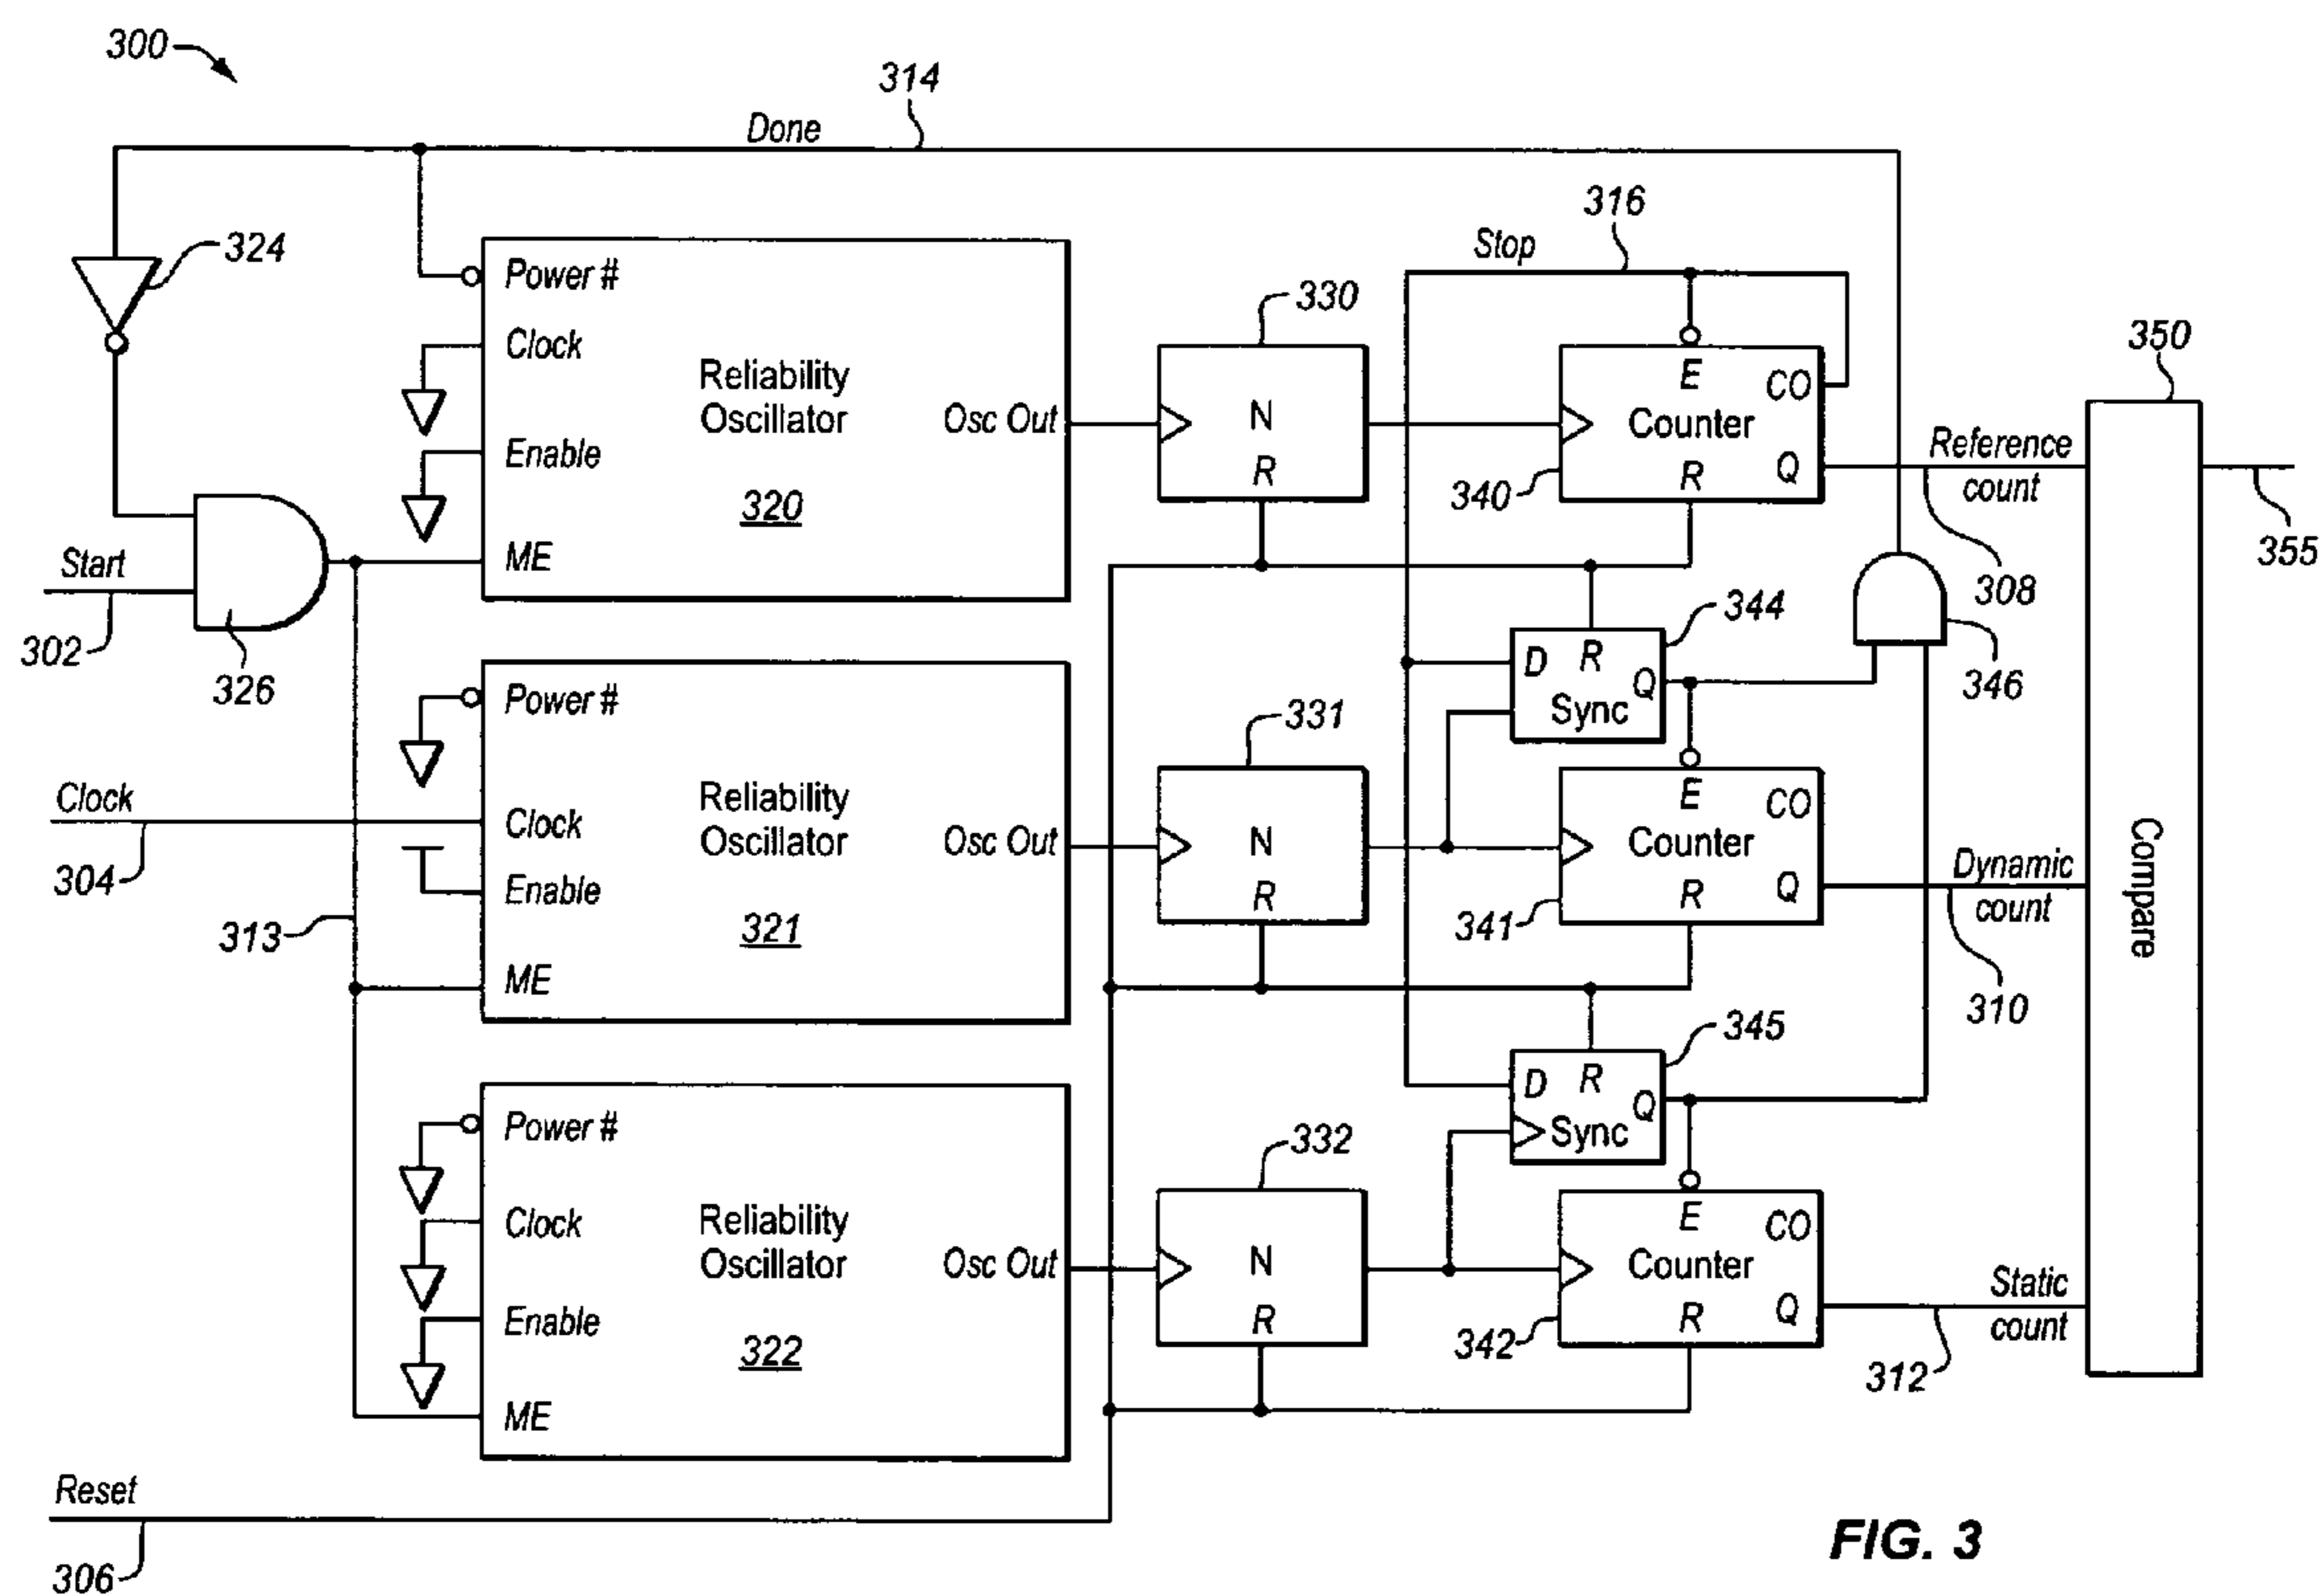 300
314
Done
316
Stop
324
330
350
Power #
Clock
Reliability
Oscillator
Enable
Osc Out
320
ME
N
R
E
CO
Counter
R
Q
340
Reference
count
308
355
Start
302
326
344
D
R
Q
Sync
346
331
Power #
Clock
304
Clock
Reliability
Oscillator
Enable
Osc Out
321
313
ME
N
R
E
CO
Counter
R
Q
341
Dynamic
count
310
Compare
345
D
R
Q
Sync
332
Power #
Clock
Reliability
Oscillator
Enable
Osc Out
322
ME
N
R
E
CO
Counter
R
Q
342
Static
count
312
Reset
306
FIG. 3